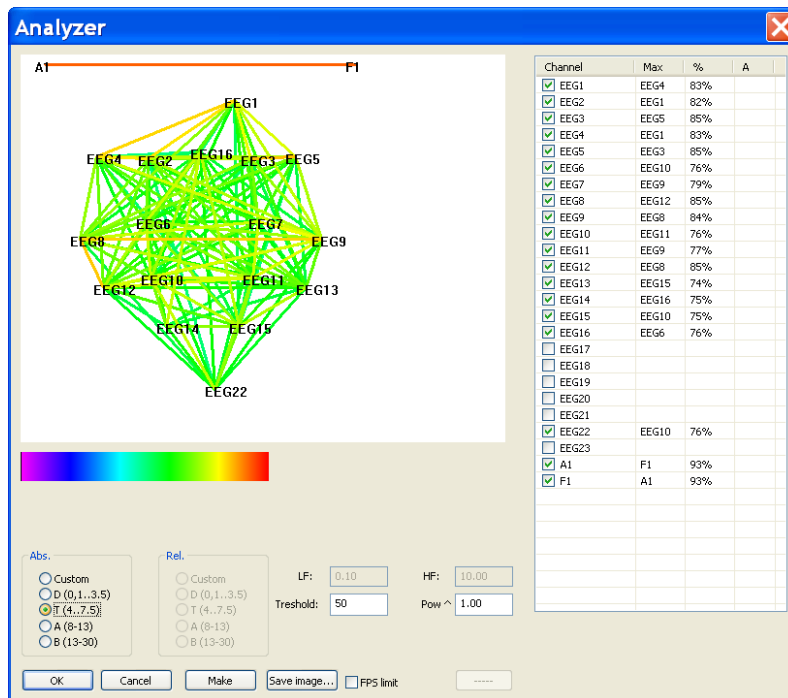 Analyzer
A1 F1
EEG1
EEG4 EEG2 EEG16 EEG3 EEG5
EEG6 EEG7
EEG8 EEG9
EEG12 EEG10 EEG11 EEG13
EEG14 EEG15
EEG22
Channel Max % A
EEG1 EEG4 83%
EEG2 EEG1 82%
EEG3 EEG5 85%
EEG4 EEG1 83%
EEG5 EEG3 85%
EEG6 EEG10 76%
EEG7 EEG9 79%
EEG8 EEG12 85%
EEG9 EEG8 84%
EEG10 EEG11 76%
EEG11 EEG9 77%
EEG12 EEG8 85%
EEG13 EEG15 74%
EEG14 EEG16 75%
EEG15 EEG10 75%
EEG16 EEG6 76%
EEG17
EEG18
EEG19
EEG20
EEG21
EEG22 EEG10 76%
EEG23
A1 F1 93%
F1 A1 93%
Abs.
Custom
D (0,1..3.5)
T (4..7.5)
A (8-13)
B (13-30)
Rel.
Custom
D (0,1..3.5)
T (4..7.5)
A (8-13)
B (13-30)
LF: 0.10 HF: 10.00
Treshold: 50 Pow ^ 1.00
OK Cancel Make Save image... FPS limit -----